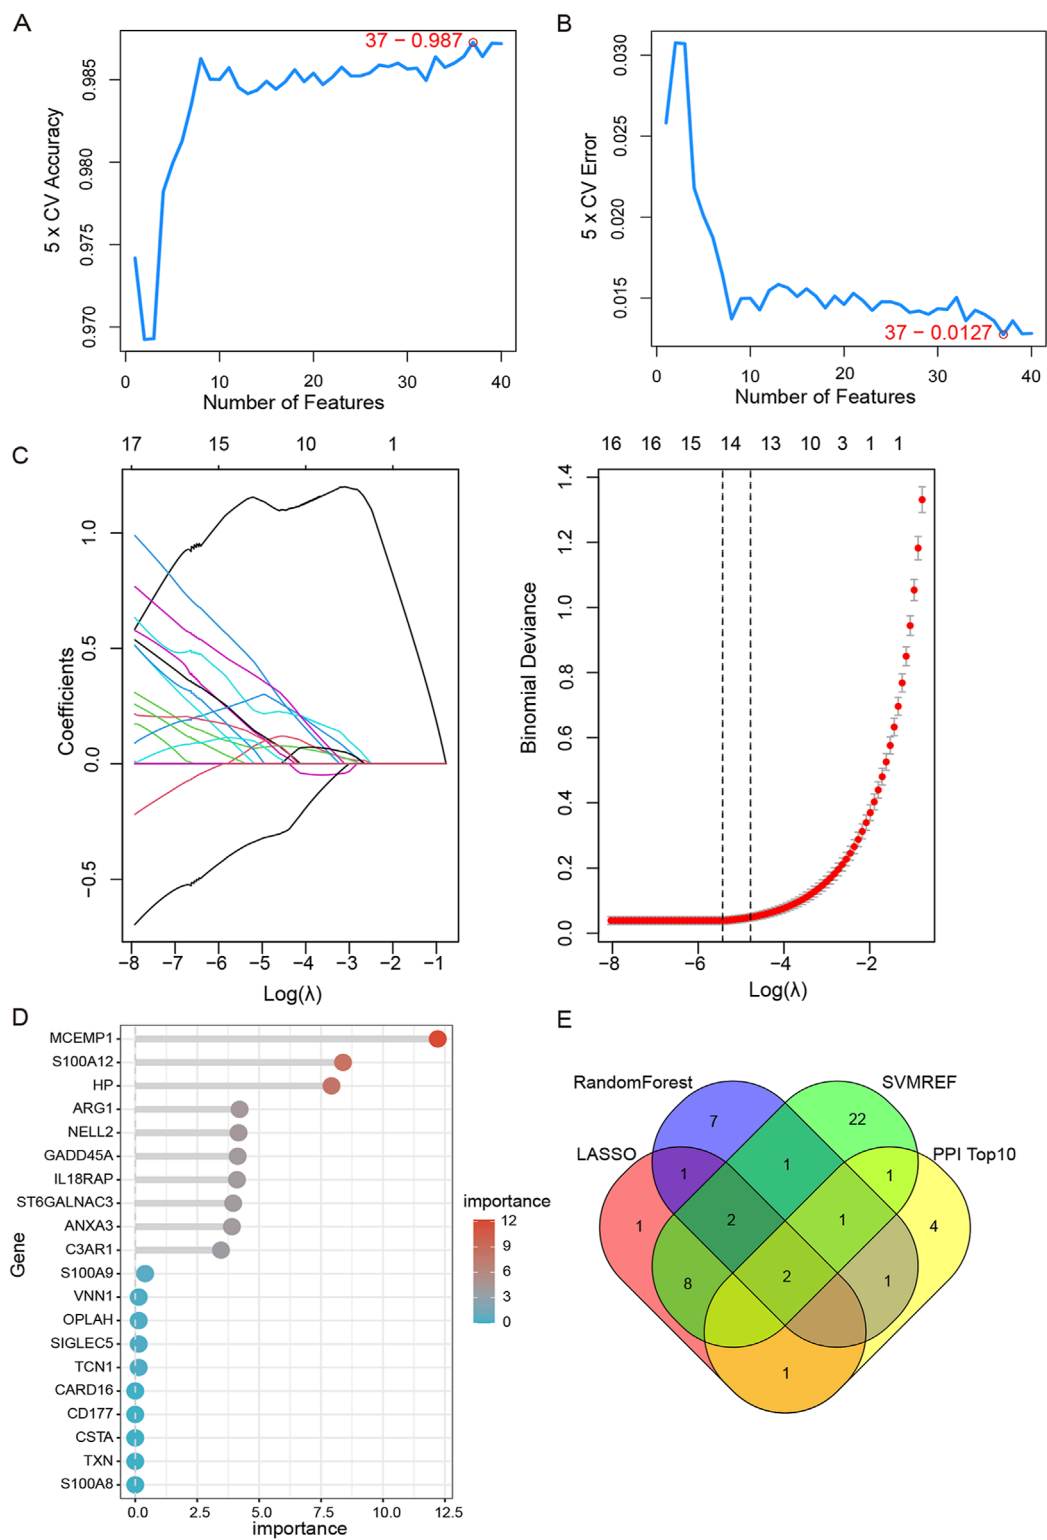 A
37 − 0.987
5 x CV Accuracy
0.985
0.980
0.975
0.970
0 10 20 30 40
Number of Features
B
5 x CV Error
0.030
0.025
0.020
0.015
37 − 0.0127
0 10 20 30 40
Number of Features
C
17 15 10 1
Coefficients
1.0
0.5
0.0
−0.5
−8 −7 −6 −5 −4 −3 −2 −1
Log(λ)
16 16 15 14 13 10 3 1 1
Binomial Deviance
1.4
1.2
1.0
0.8
0.6
0.4
0.2
0.0
−8 −6 −4 −2
Log(λ)
D
Gene
MCEMP1
S100A12
HP
ARG1
NELL2
GADD45A
IL18RAP
ST6GALNAC3
ANXA3
C3AR1
S100A9
VNN1
OPLAH
SIGLEC5
TCN1
CARD16
CD177
CSTA
TXN
S100A8
0.0 2.5 5.0 7.5 10.0 12.5
importance
importance
12
9
6
3
0
E
RandomForest SVMREF
LASSO PPI Top10
7 22
1 1 1
1 2 1 4
8 2 1
1